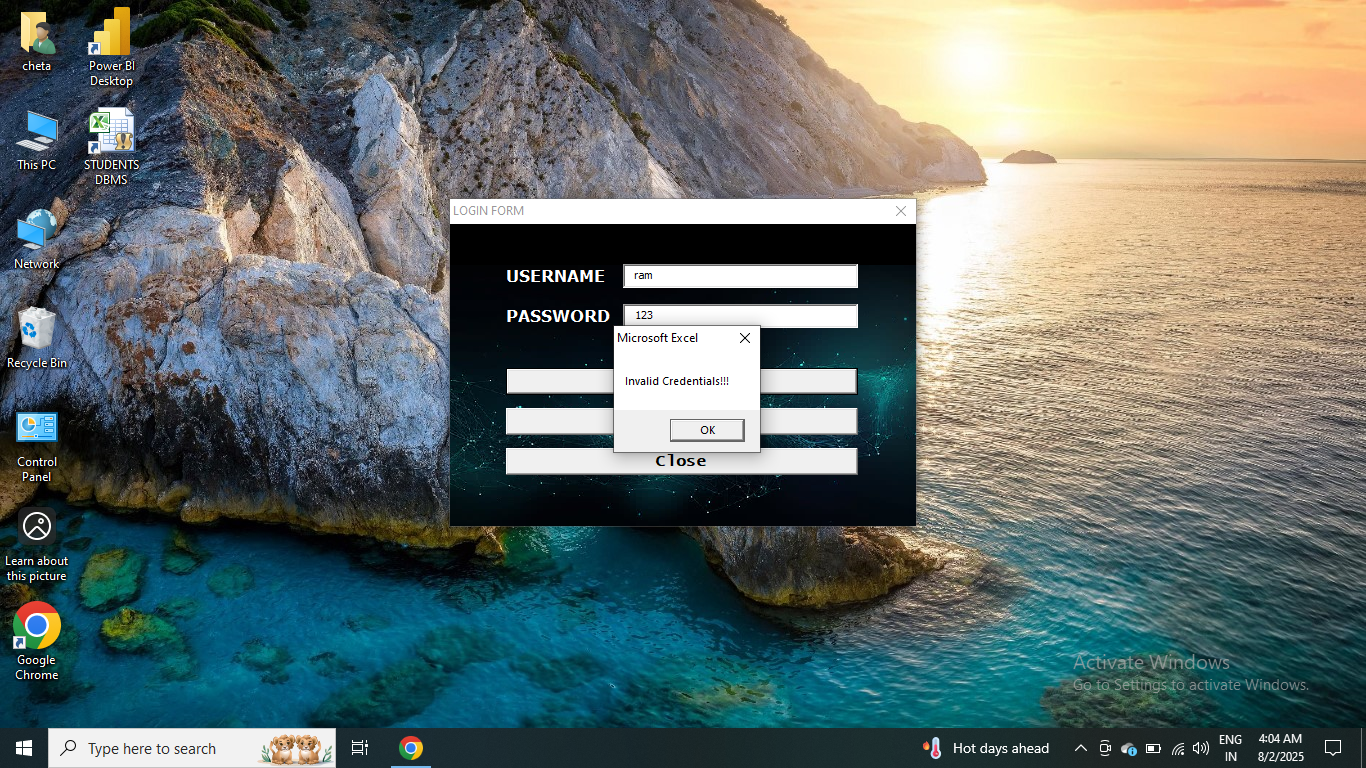 cheta
Power BI
Desktop
This PC
STUDENTS
DBMS
Network
Recycle Bin
Control
Panel
Learn about
this picture
Google
Chrome
LOGIN FORM
USERNAME
ram
PASSWORD
123
Microsoft Excel
Invalid Credentials!!!
OK
Close
Activate Windows
Go to Settings to activate Windows.
Type here to search
Hot days ahead
ENG
IN
4:04 AM
8/2/2025